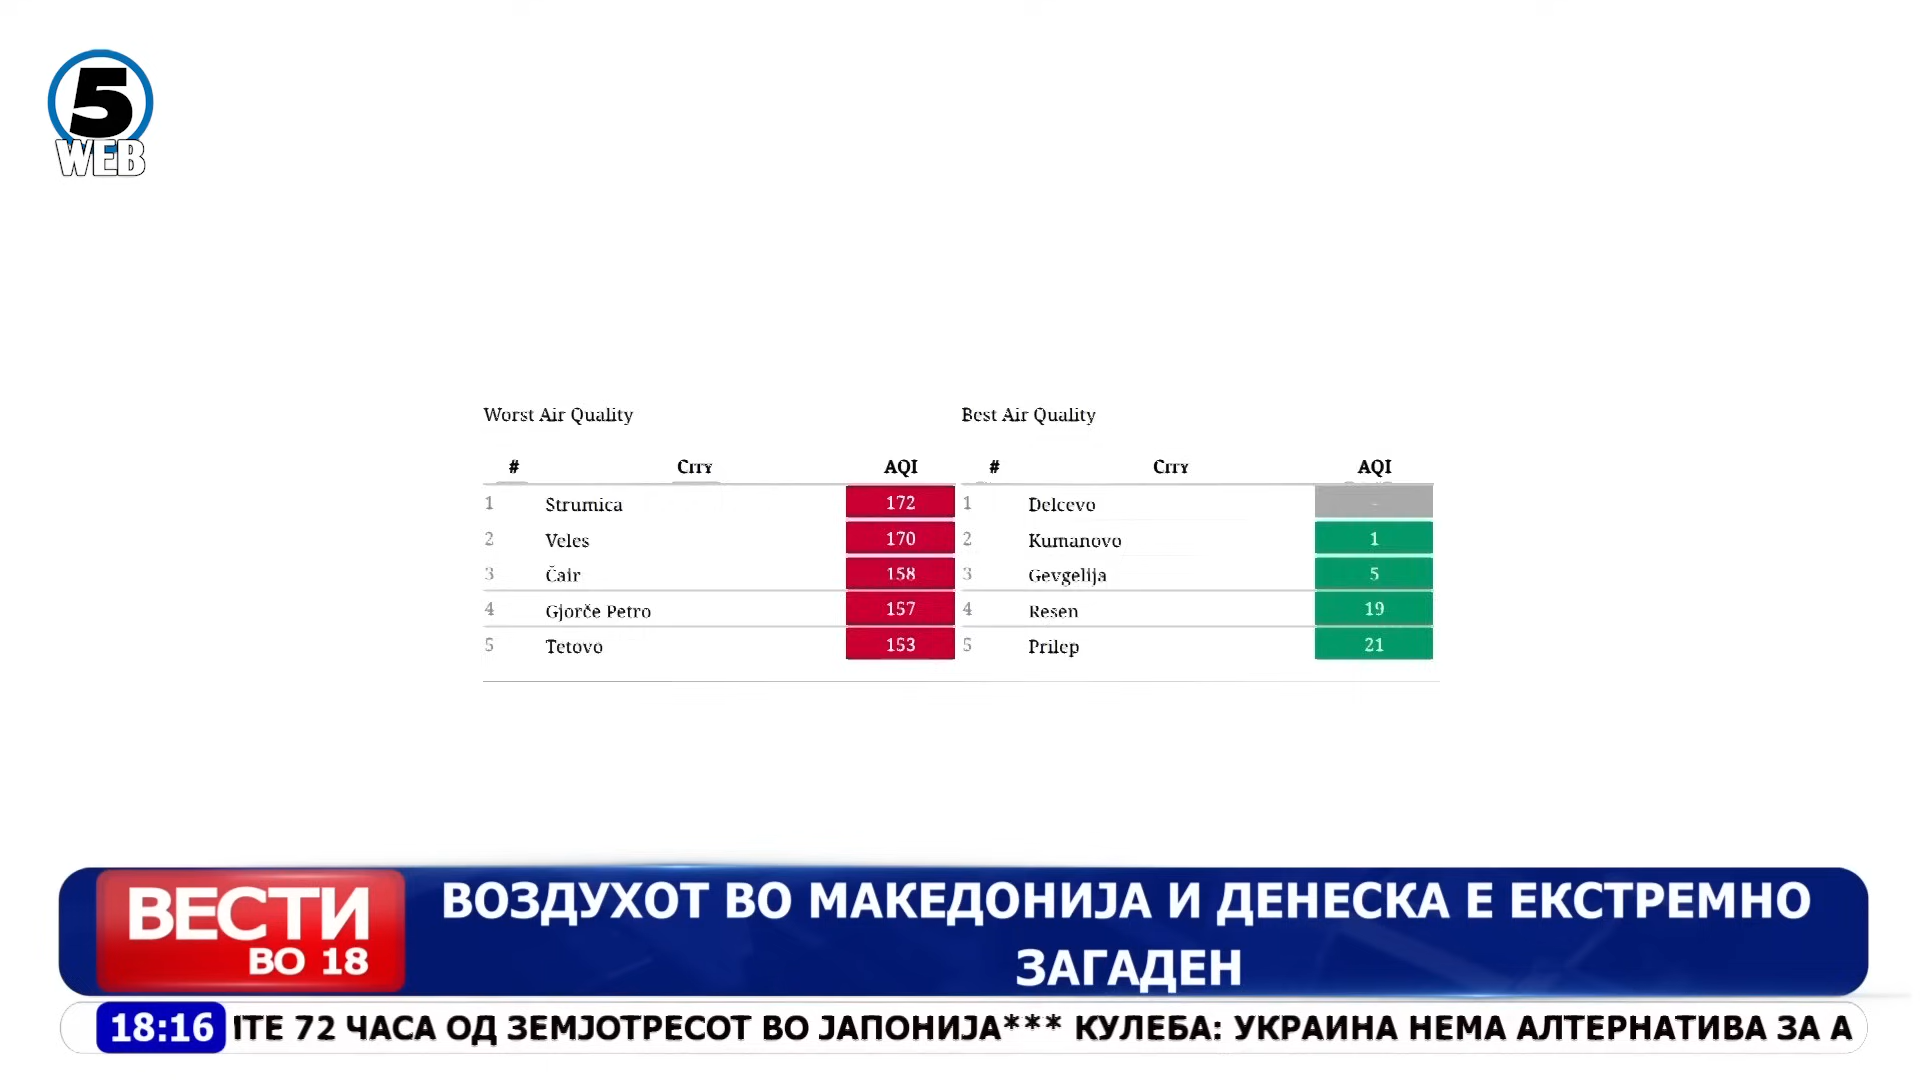 5
WEB
Worst Air Quality
# City AQI
1 Strumica 172
2 Veles 170
3 Čair 158
4 Gjorče Petro 157
5 Tetovo 153
Best Air Quality
# City AQI
1 Delcevo -
2 Kumanovo 1
3 Gevgelija 5
4 Resen 19
5 Prilep 21
ВЕСТИ
ВО 18
ВОЗДУХОТ ВО МАКЕДОНИЈА И ДЕНЕСКА Е ЕКСТРЕМНО
ЗАГАДЕН
18:16 ИТЕ 72 ЧАСА ОД ЗЕМЈОТРЕСОТ ВО ЈАПОНИЈА*** КУЛЕБА: УКРАИНА НЕМА АЛТЕРНАТИВА ЗА А